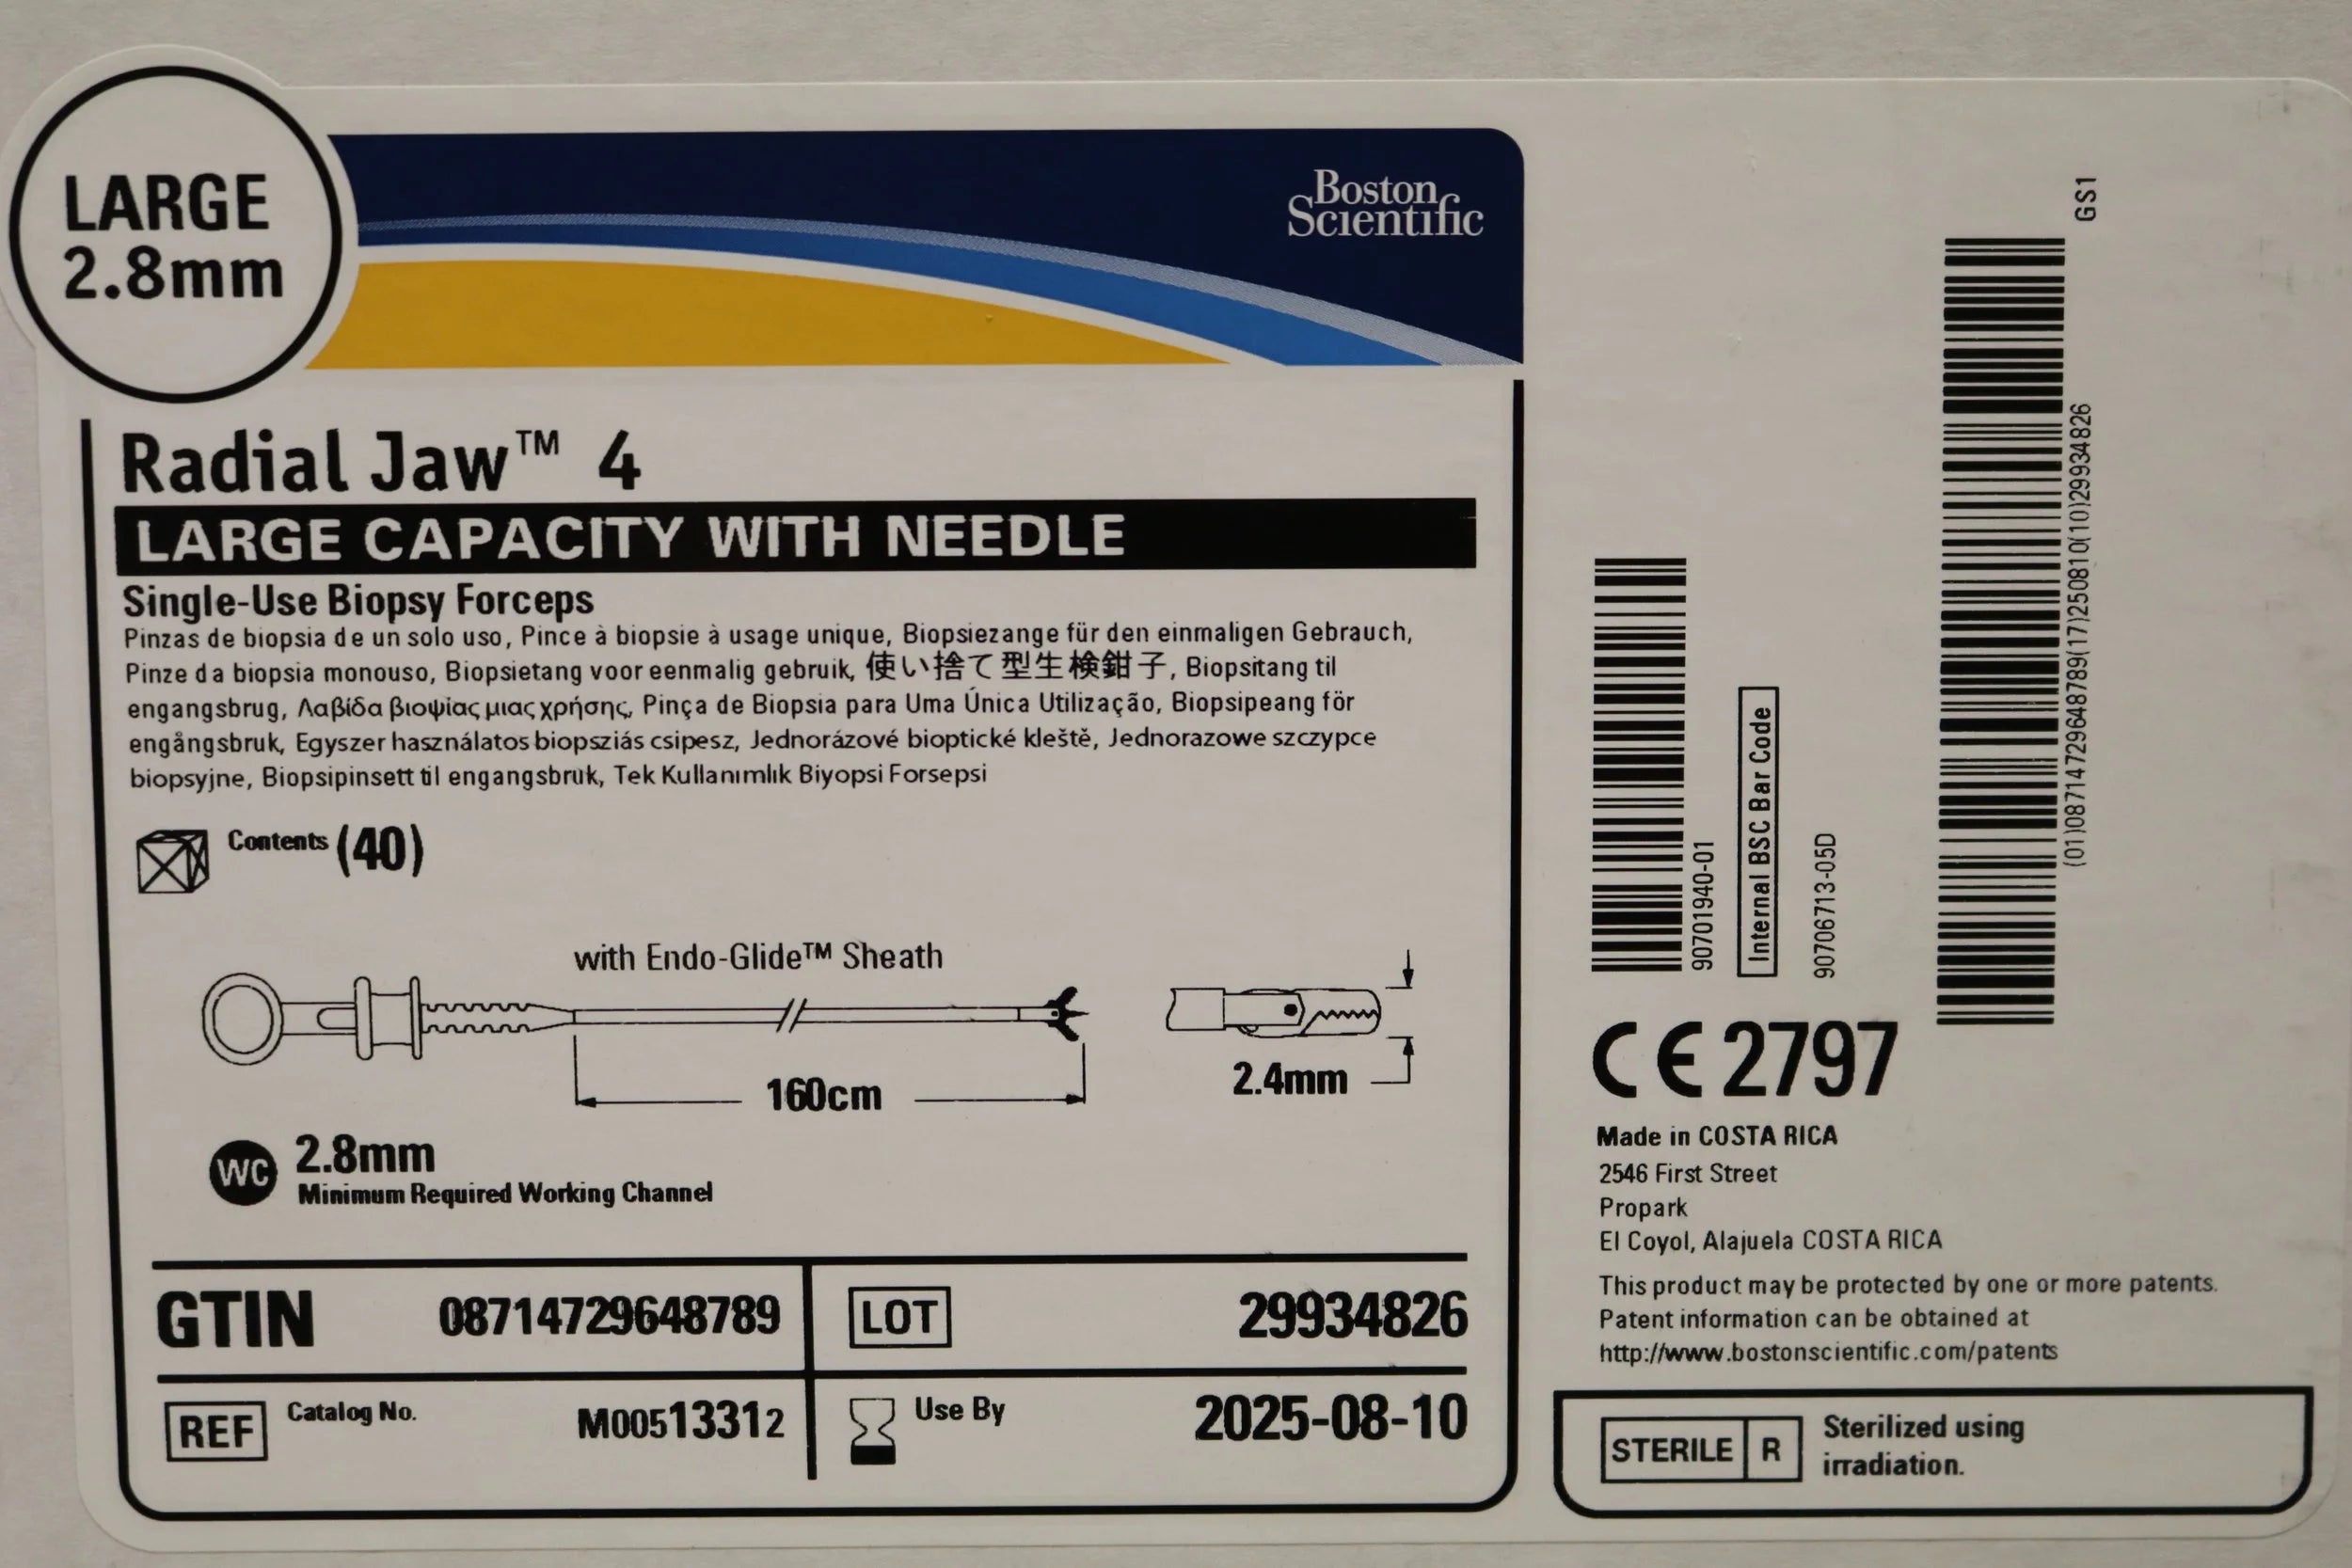 LARGE
2.8mm
Boston
Scientific
Radial Jaw™ 4
LARGE CAPACITY WITH NEEDLE
Single-Use Biopsy Forceps
Pinzas de biopsia de un solo uso, Pince à biopsie à usage unique, Biopsiezange für den einmaligen Gebrauch,
Pinze da biopsia monouso, Biopsietang voor eenmalig gebruik, 使い捨て型生検鉗子, Biopsitang til
engangsbrug, Λαβίδα βιοψίας μιας χρήσης, Pinça de Biopsia para Uma Única Utilização, Biopsipeang för
engångsbruk, Egyszer használatos biopsziás csipesz, Jednorázové bioptické kleště, Jednorazowe szczypce
biopsyjne, Biopsipinsett til engangsbruk, Tek Kullanımlık Biyopsi Forsepsi
Contents (40)
with Endo-Glide™ Sheath
160cm
2.4mm
WC 2.8mm
Minimum Required Working Channel
GTIN 08714729648789
LOT 29934826
REF Catalog No. M00513312
Use By 2025-08-10
90701940-01
Internal BSC Bar Code
90706713-05D
GS1
(01)08714729648789(17)250810(10)29934826
CE 2797
Made in COSTA RICA
2546 First Street
Propark
El Coyol, Alajuela COSTA RICA
This product may be protected by one or more patents.
Patent information can be obtained at
http://www.bostonscientific.com/patents
STERILE R
Sterilized using
irradiation.